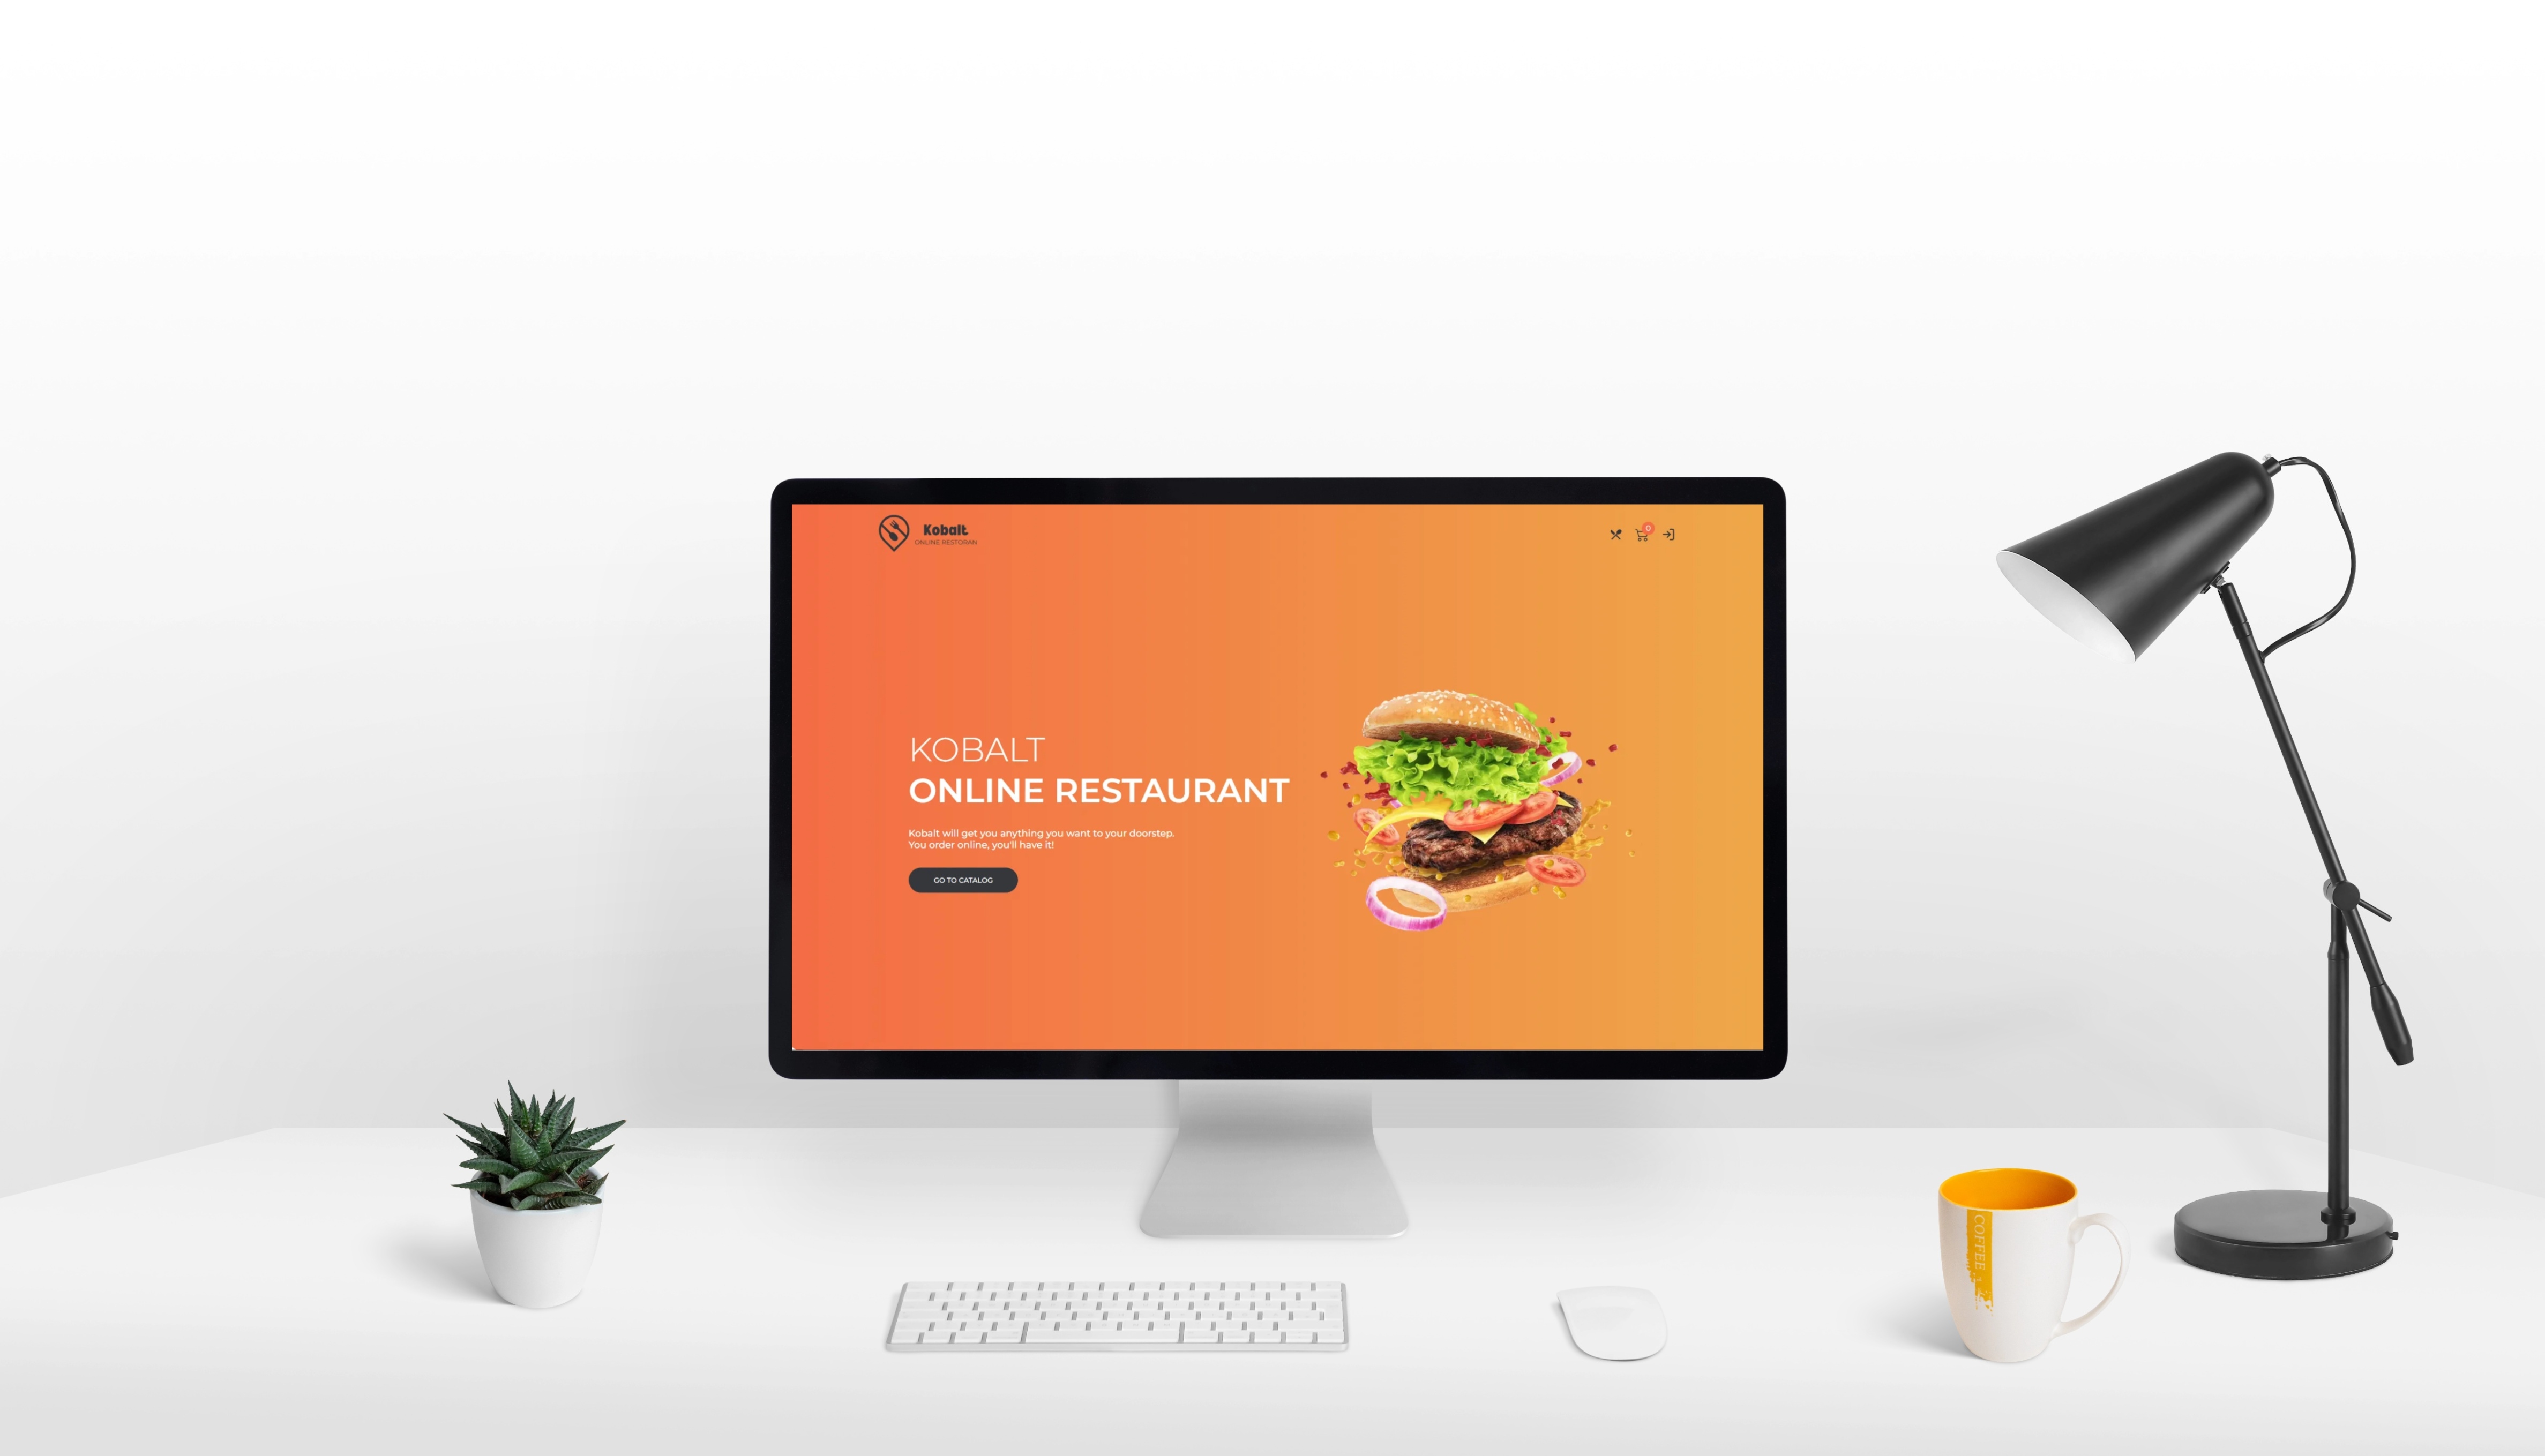 Kobalt
ONLINE RESTORAN
0
KOBALT
ONLINE RESTAURANT
Kobalt will get you anything you want to your doorstep.
You order online, you'll have it!
GO TO CATALOG
COFFEE